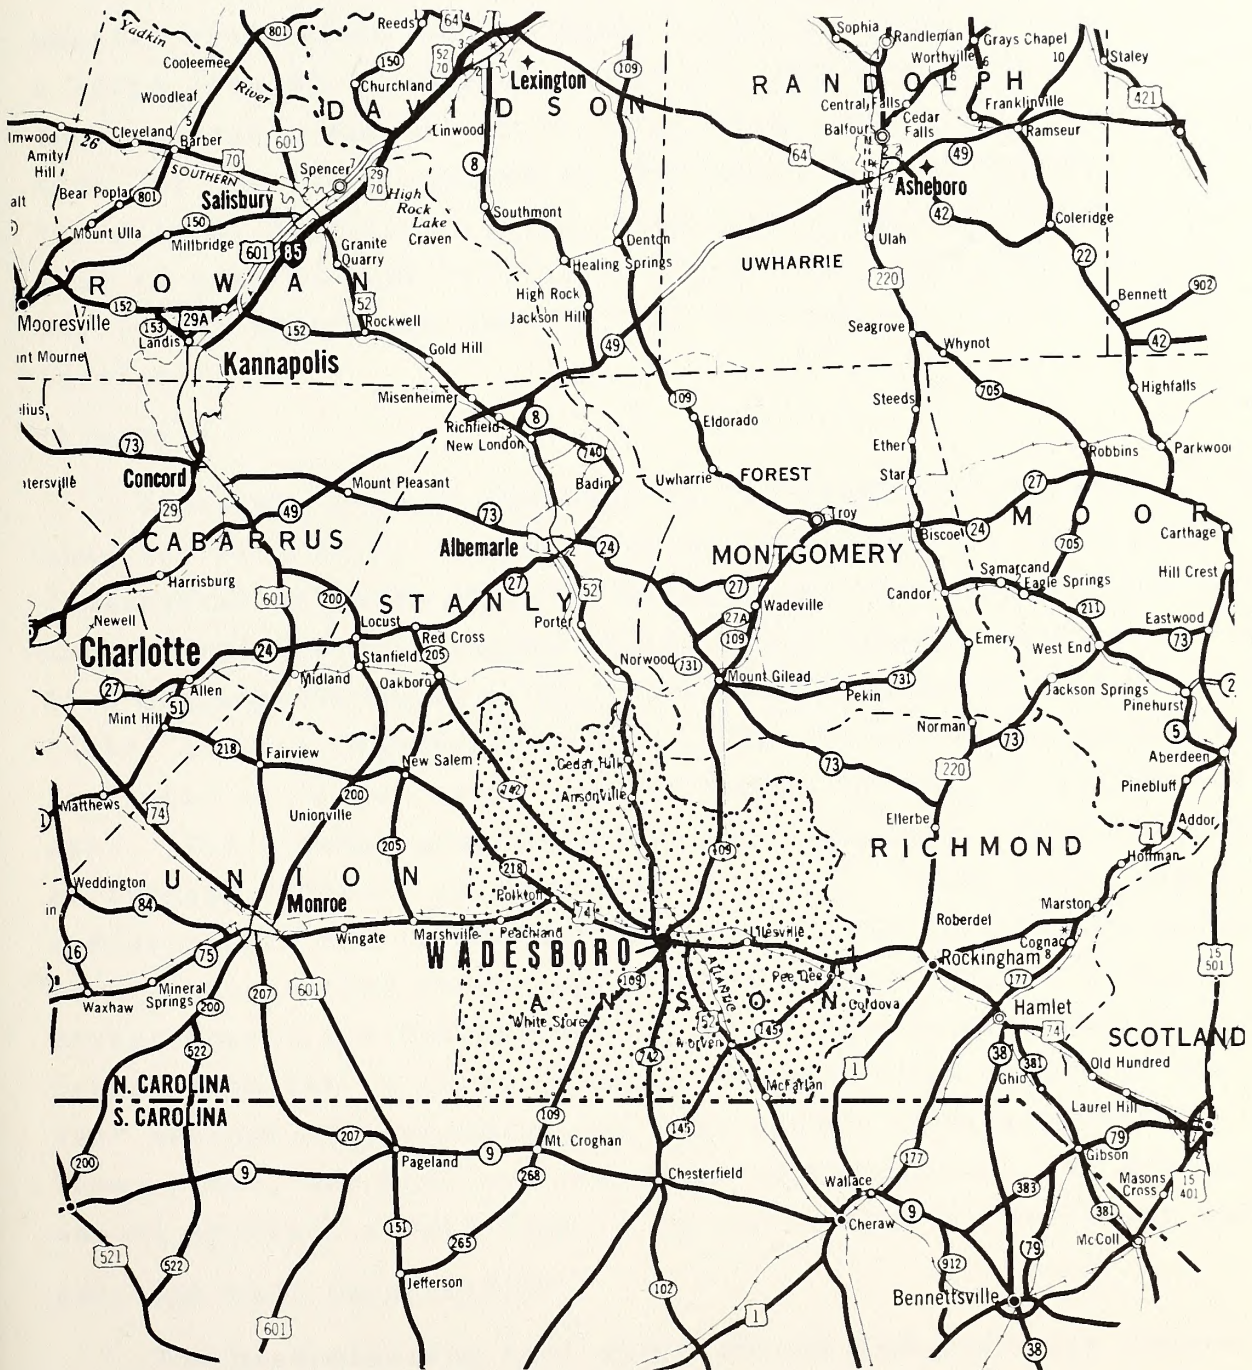 Reeds
64
4
Sophia
Randleman
Grays Chapel
Yadkin
801
Cooleemee
52
70
Lexington
109
Worthville
10
Staley
150
Churchland
River
RANDOLPH
Woodleaf
DAVIDSON
Central Falls
Franklinville
421
Cleveland
Barber
601
Linwood
Balfour
Cedar
Falls
Ramseur
26
Amity
Hill
70
SOUTHERN
Spencer
29
70
8
64
49
Bear Poplar
801
Salisbury
High
Rock
Lake
Asheboro
Mount Ulla
150
Millbridge
Craven
Southmont
42
Coleridge
601
85
Granite
Quarry
Denton
Ulah
22
ROWAN
Healing Springs
UWHARRIE
220
902
152
52
High Rock
Bennett
Mooresville
153
29A
152
Rockwell
Jackson Hill
Seagrove
Landis
49
Whynot
42
Kannapolis
Gold Hill
Misenheimer
109
Steeds
705
Highfalls
8
Eldorado
Richfield
New London
73
740
Ether
Robbins
Concord
Badin
Uwharrie
FOREST
Star
Mount Pleasant
27
29
49
73
Troy
MOOR
CABARRUS
Albemarle
24
Biscoe
24
Carthage
MONTGOMERY
705
Harrisburg
27
52
27
Samarcand
Eagle Springs
Hill Crest
601
200
STANLY
Wadeville
Candor
211
Newell
Porter
27A
109
Eastwood
Locust
Red Cross
Emery
73
Charlotte
24
205
West End
Stanfield
Norwood
731
Oakboro
Mount Gilead
731
27
Allen
Midland
Pekin
Jackson Springs
Pinehurst
51
Mint Hill
Norman
73
5
218
Fairview
New Salem
Cedar Hill
73
220
Aberdeen
200
742
Ansonville
Pinebluff
Matthews
74
Unionville
Ellerbe
Addor
1
205
109
RICHMOND
Hoffman
218
Weddington
UNION
Polkton
84
Monroe
74
Marston
Wingate
Marshville
Peachland
Lilesville
Roberdel
16
75
WADESBORO
Cognac
8
Rockingham
15
501
Mineral
Springs
109
ATLANTIC
Pee Dee
177
Waxhaw
200
207
601
ANSON
Cordova
White Store
Hamlet
52
145
74
SCOTLAND
522
742
Morven
1
38
381
Old Hundred
N. CAROLINA
McFarlan
Ghio
S. CAROLINA
Laurel Hill
109
207
145
79
Mt. Croghan
200
9
Pageland
9
177
Gibson
268
Chesterfield
Wallace
383
Masons
Cross
15
401
9
151
Cheraw
381
521
265
McColl
79
522
Jefferson
912
102
Bennettsville
1
601
38